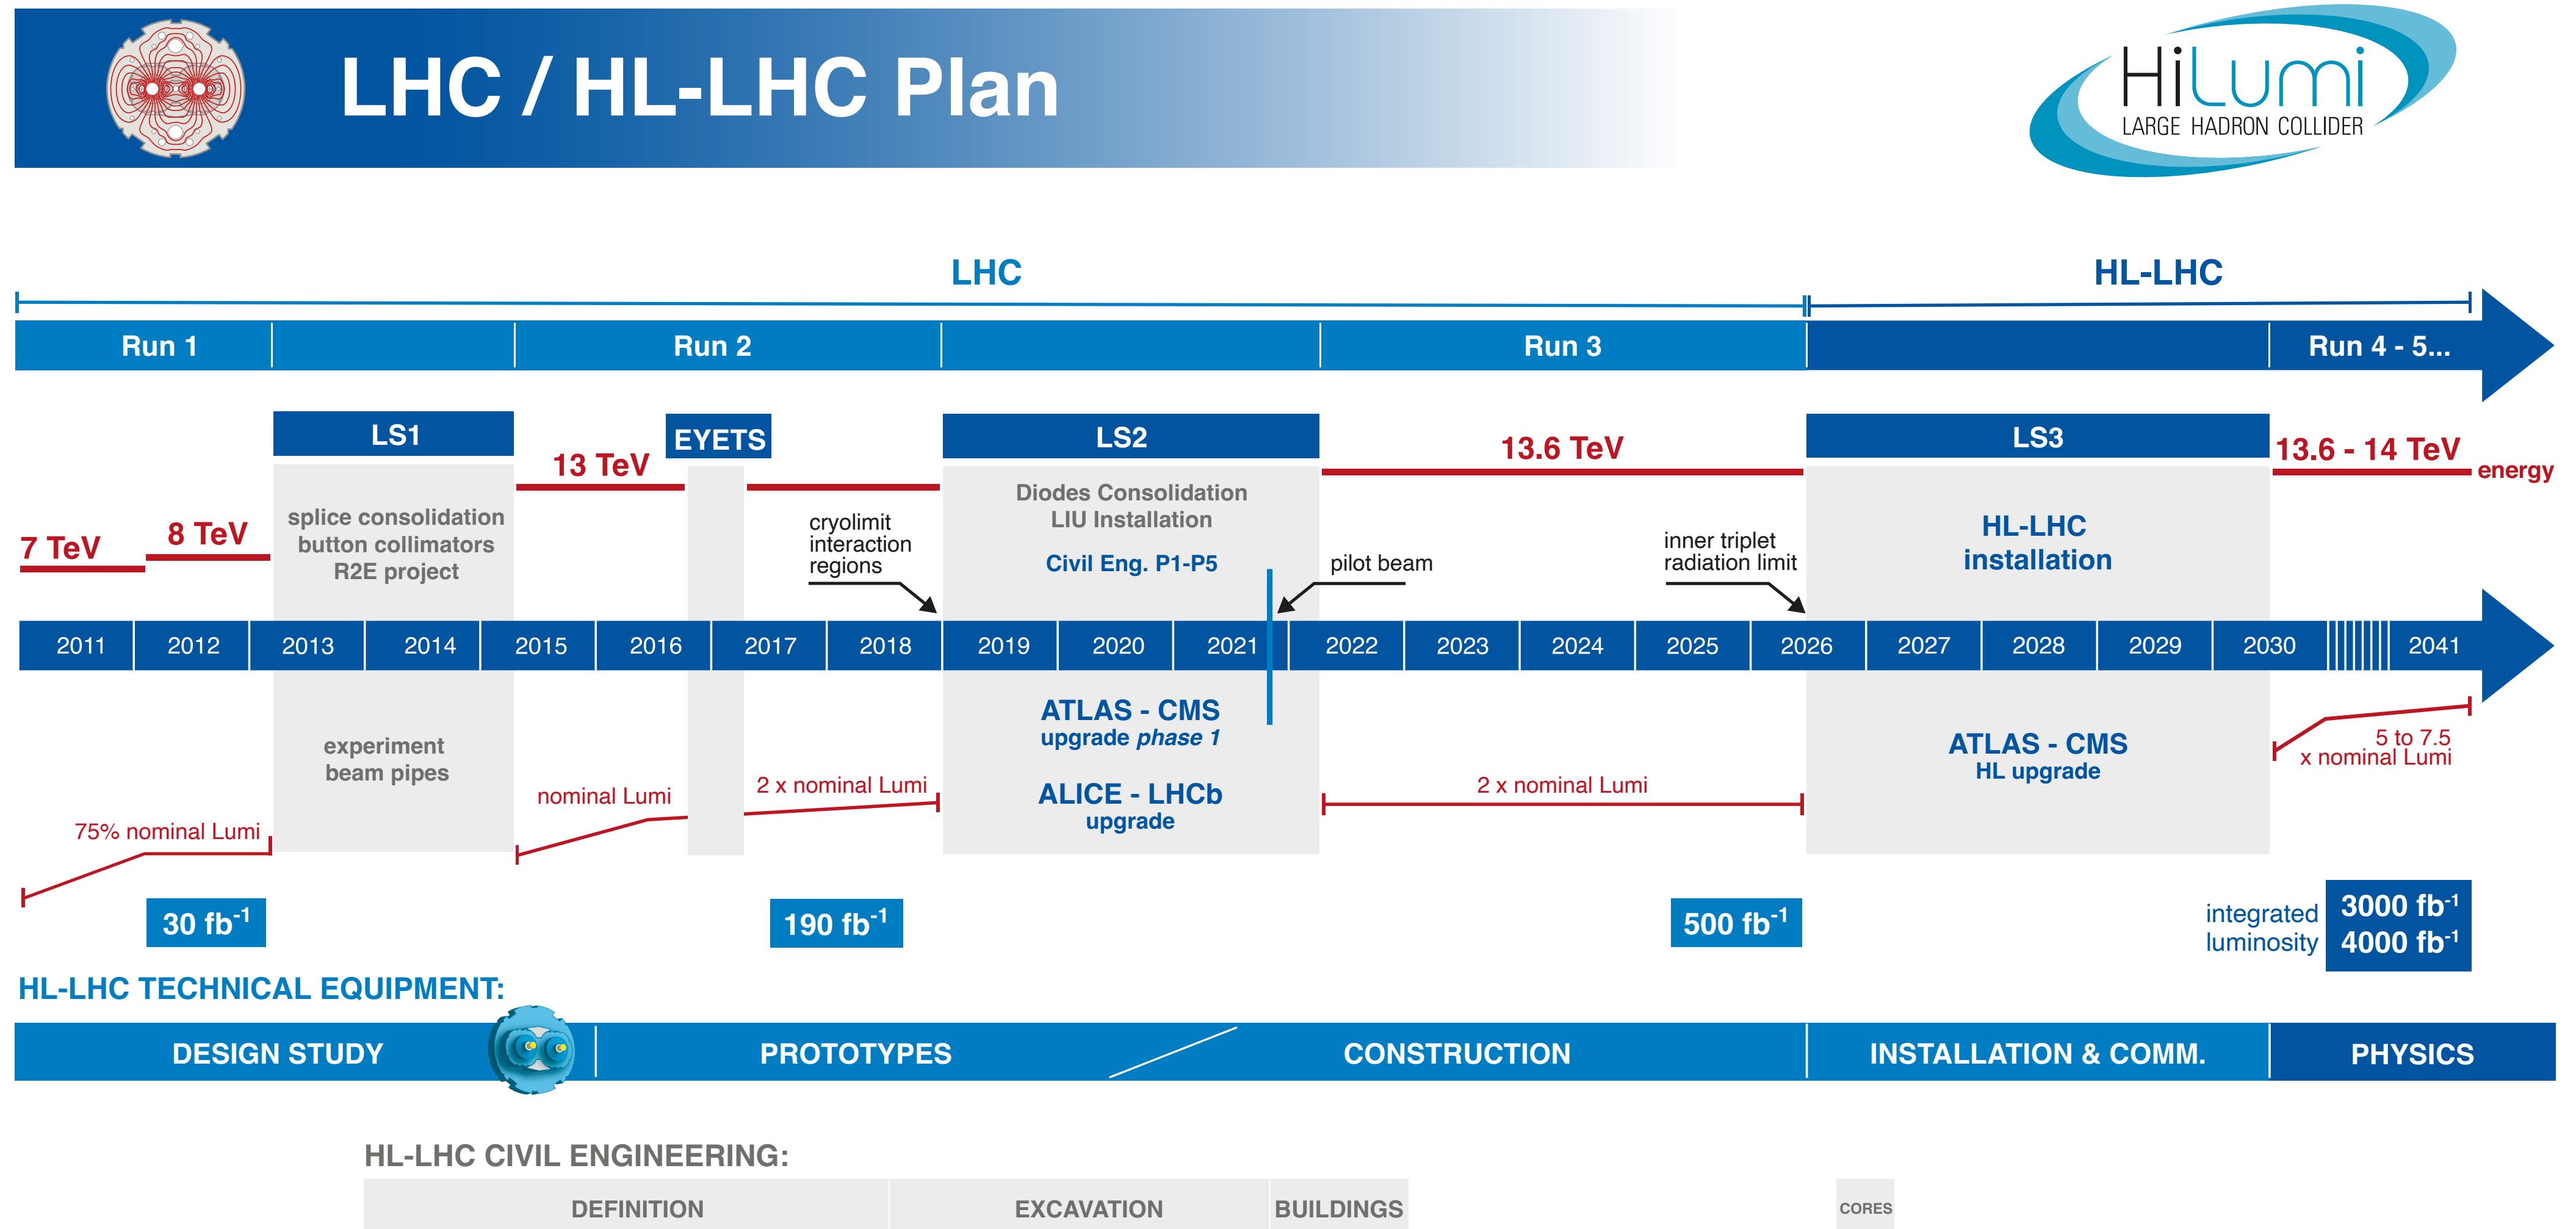 LHC / HL-LHC Plan
HiLumi
LARGE HADRON COLLIDER
LHC
HL-LHC
Run 1
Run 2
Run 3
Run 4 - 5...
LS1
EYETS
LS2
LS3
13 TeV
13.6 TeV
13.6 - 14 TeV
energy
7 TeV
8 TeV
splice consolidation
button collimators
R2E project
cryolimit
interaction
regions
Diodes Consolidation
LIU Installation
Civil Eng. P1-P5
pilot beam
inner triplet
radiation limit
HL-LHC
installation
2011
2012
2013
2014
2015
2016
2017
2018
2019
2020
2021
2022
2023
2024
2025
2026
2027
2028
2029
2030
2041
experiment
beam pipes
ATLAS - CMS
upgrade phase 1
ALICE - LHCb
upgrade
ATLAS - CMS
HL upgrade
5 to 7.5
x nominal Lumi
75% nominal Lumi
nominal Lumi
2 x nominal Lumi
2 x nominal Lumi
30 fb⁻¹
190 fb⁻¹
500 fb⁻¹
integrated
luminosity
3000 fb⁻¹
4000 fb⁻¹
HL-LHC TECHNICAL EQUIPMENT:
DESIGN STUDY
PROTOTYPES
CONSTRUCTION
INSTALLATION & COMM.
PHYSICS
HL-LHC CIVIL ENGINEERING:
DEFINITION
EXCAVATION
BUILDINGS
CORES